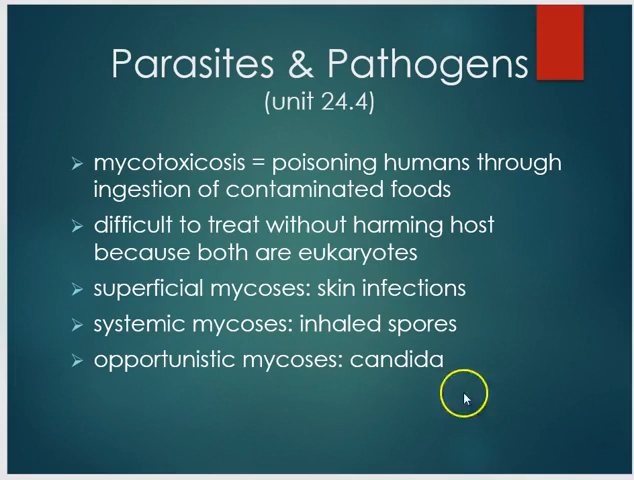 Parasites & Pathogens
(unit 24.4)
mycotoxicosis = poisoning humans through
ingestion of contaminated foods
difficult to treat without harming host
because both are eukaryotes
superficial mycoses: skin infections
systemic mycoses: inhaled spores
opportunistic mycoses: candida